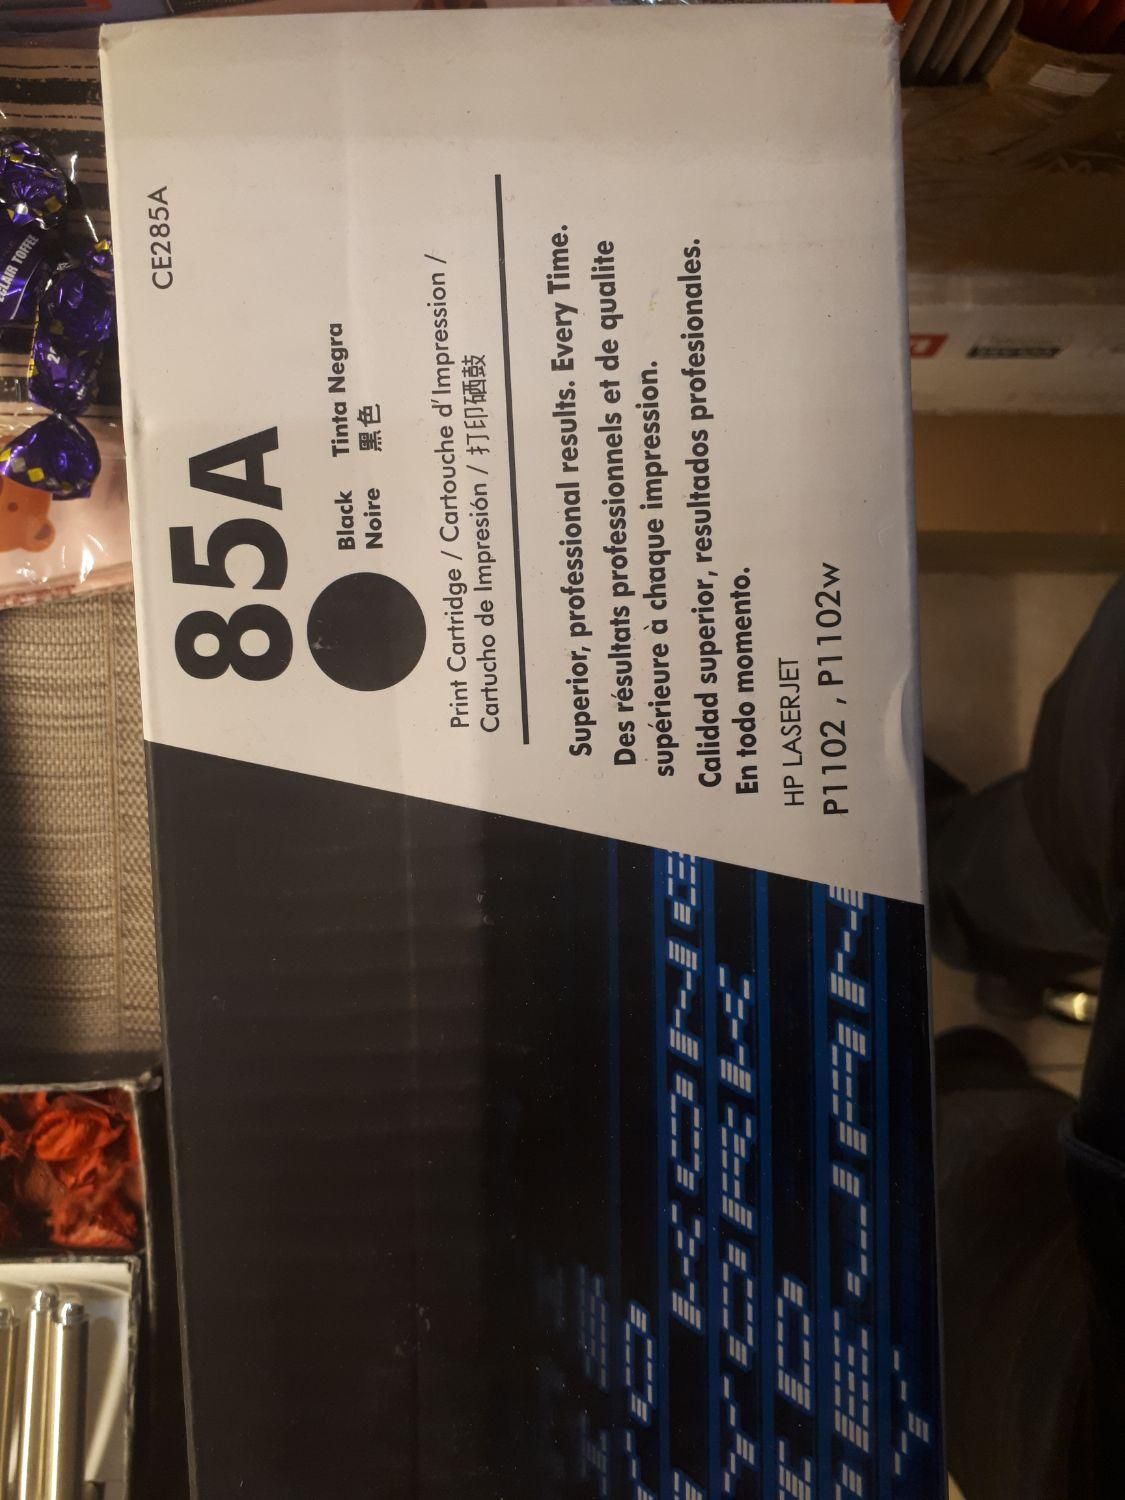 CE285A
85A
Black Tinta Negra
Noire 黑色
Print Cartridge / Cartouche d'Impression /
Cartucho de Impresión / 打印硒鼓
Superior, professional results. Every Time.
Des résultats professionnels et de qualite
supérieure à chaque impression.
Calidad superior, resultados profesionales.
En todo momento.
HP LASERJET
P1102 , P1102w
ECLAIR TOFFEE